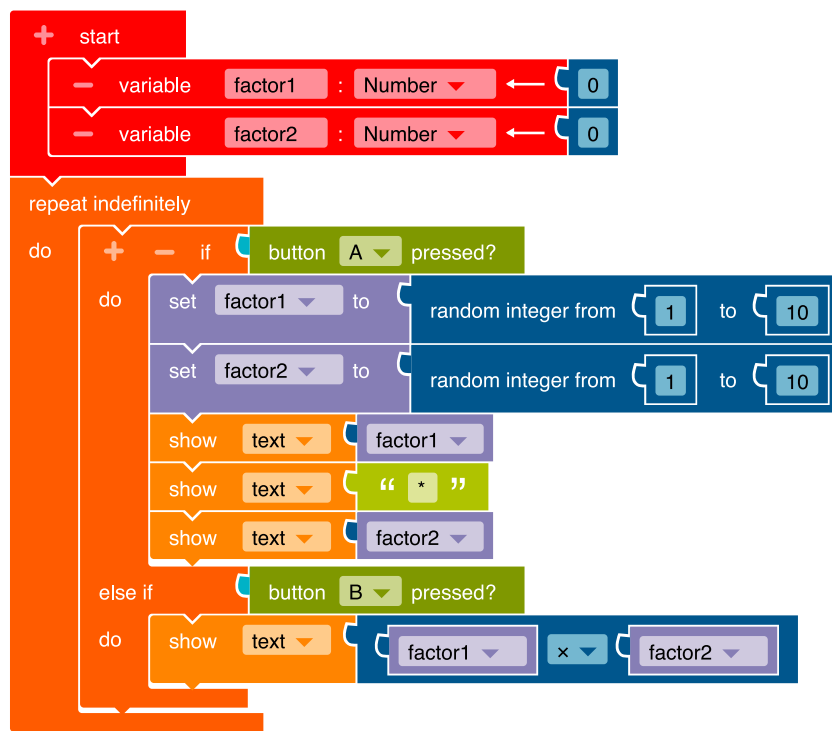 + start
− variable factor1 : Number ← 0
− variable factor2 : Number ← 0
repeat indefinitely
do + − if button A pressed?
do set factor1 to random integer from 1 to 10
set factor2 to random integer from 1 to 10
show text factor1
show text “ * ”
show text factor2
else if button B pressed?
do show text factor1 × factor2